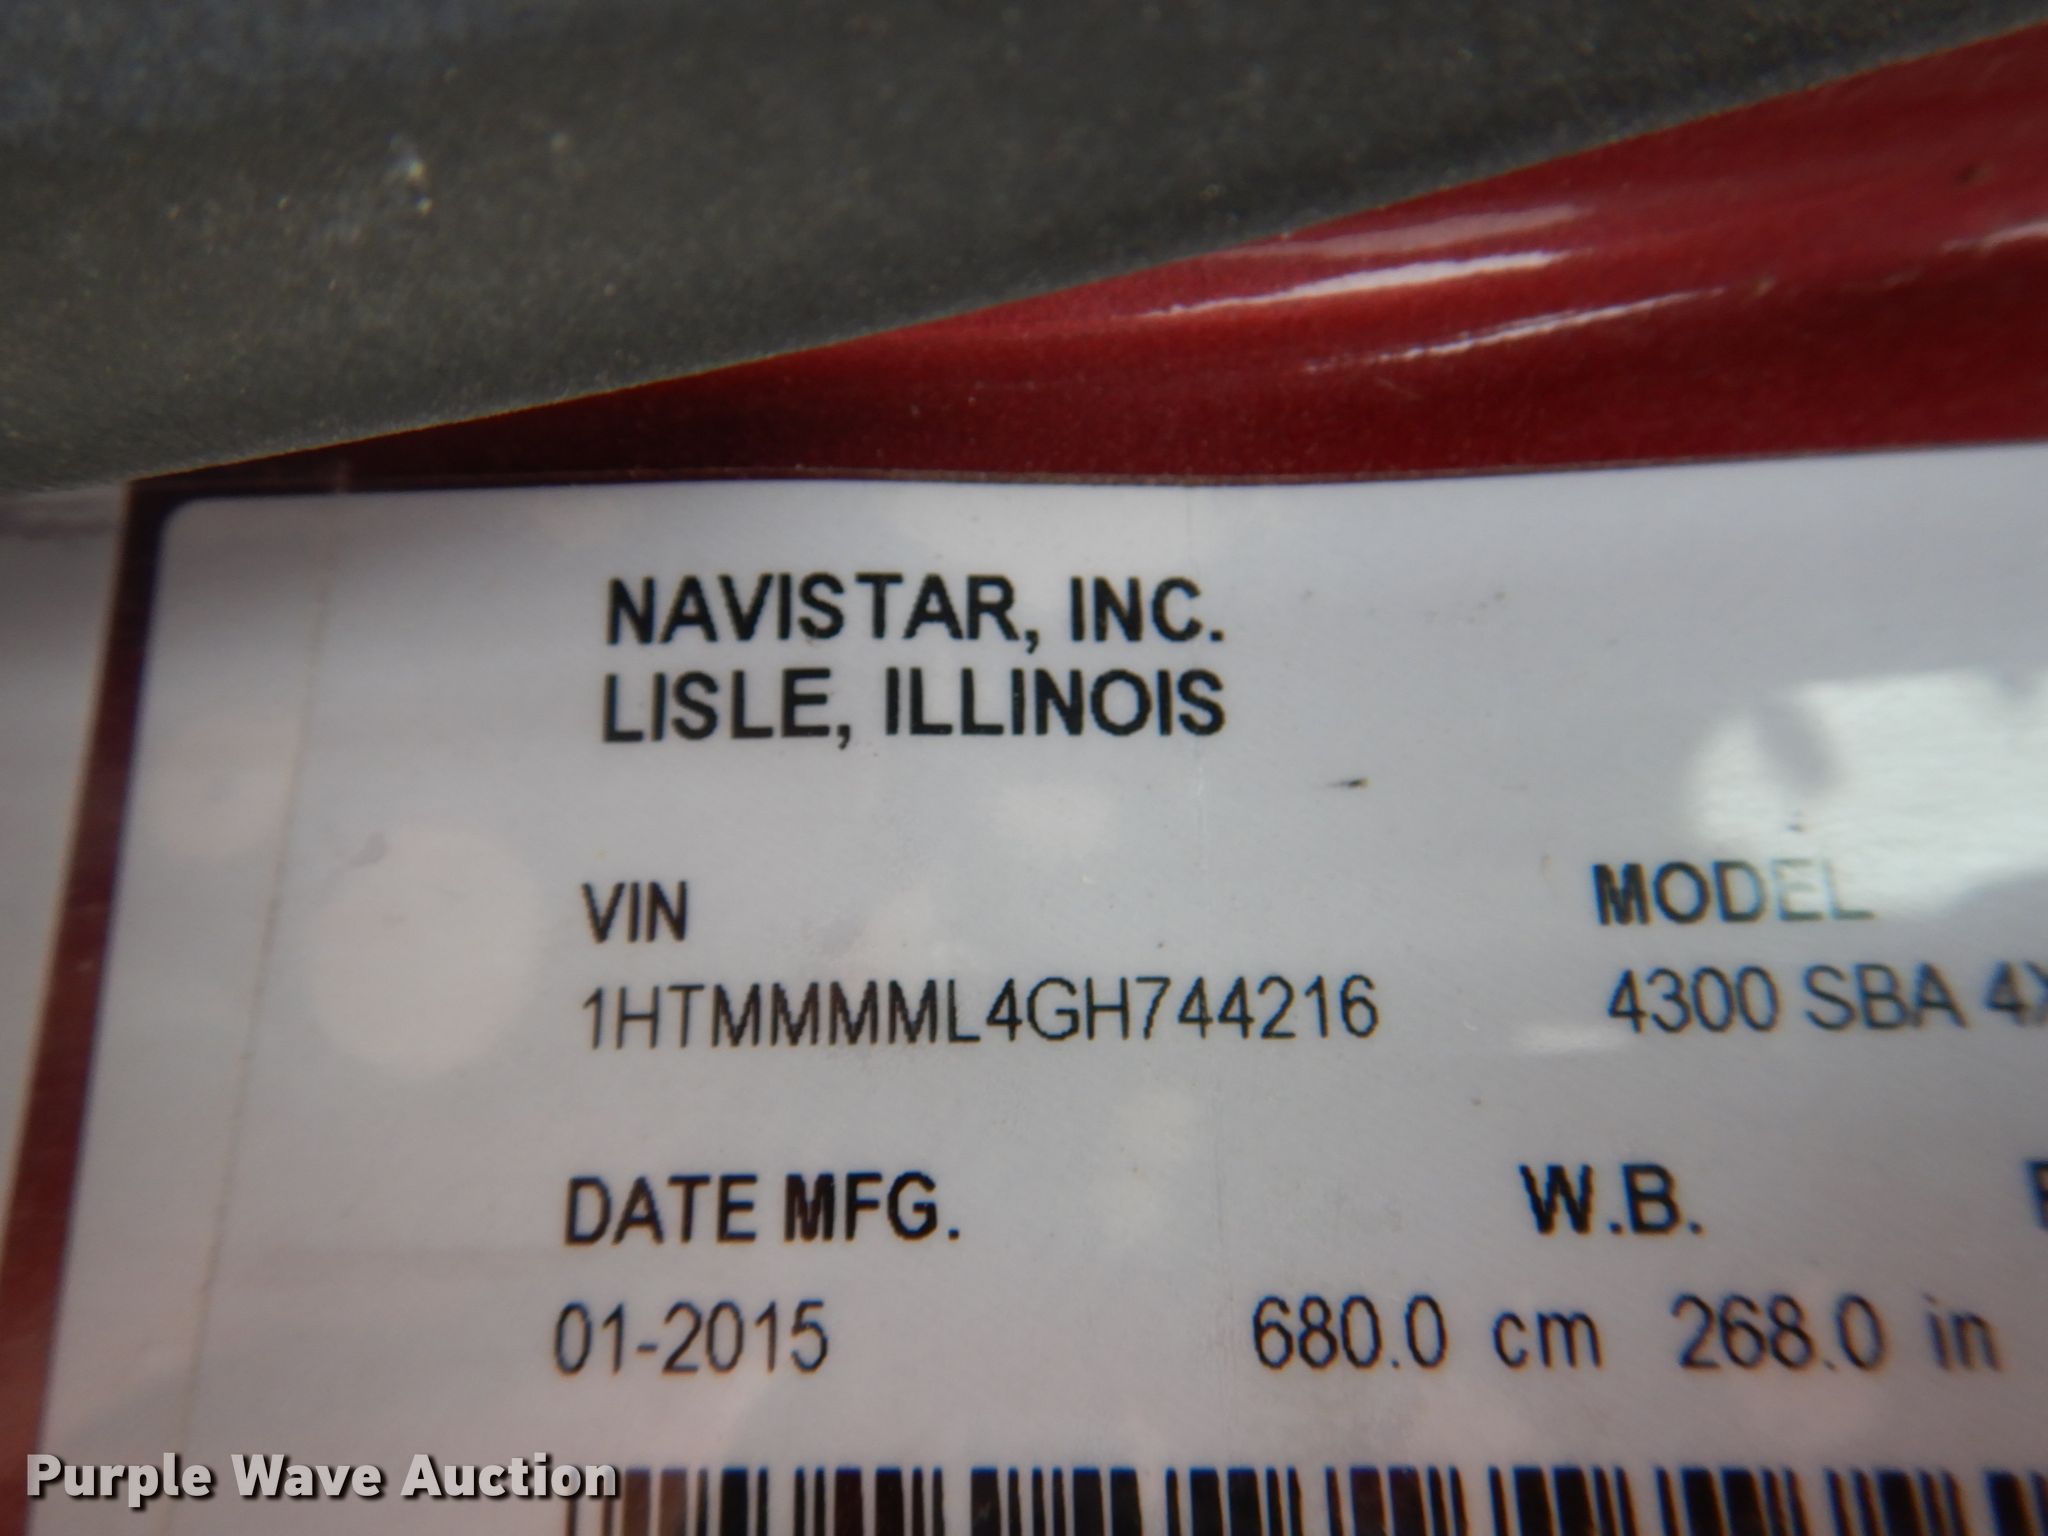 NAVISTAR, INC.
LISLE, ILLINOIS
VIN
MODEL
1HTMMMML4GH744216
4300 SBA 4X
DATE MFG.
W.B.
01-2015
680.0 cm 268.0 in
Purple Wave Auction